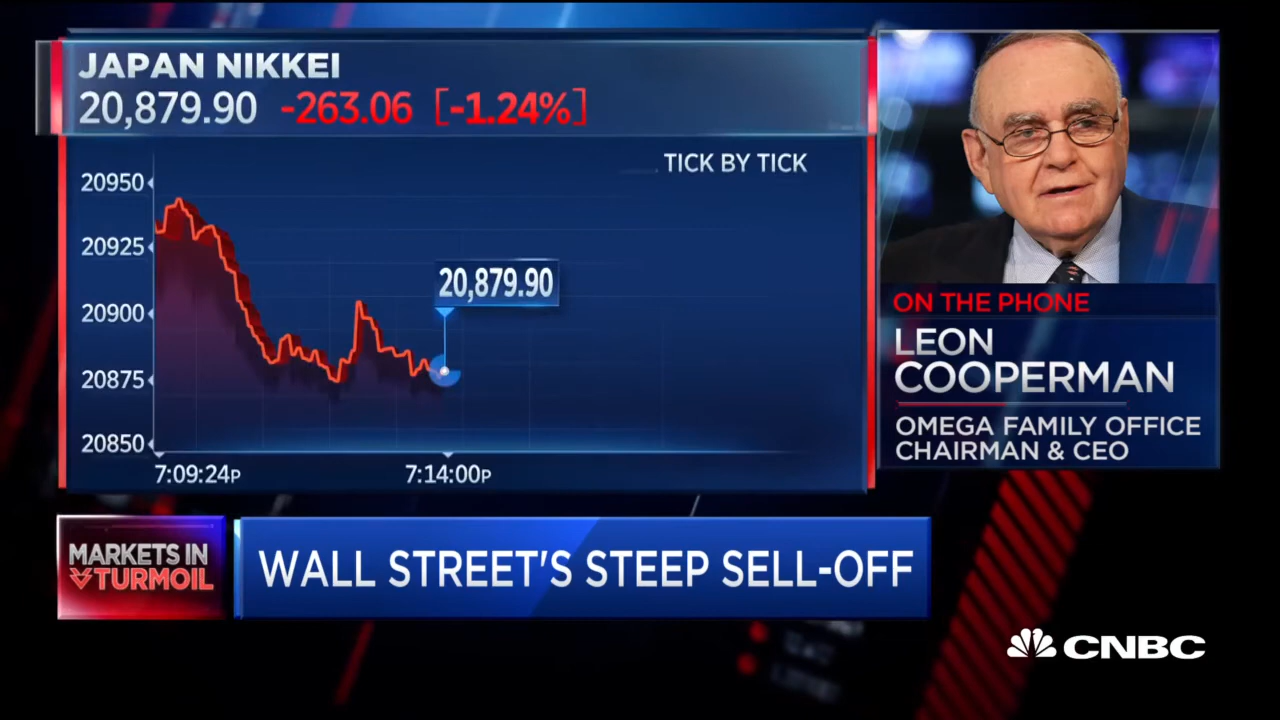 JAPAN NIKKEI
20,879.90 -263.06 [-1.24%]
TICK BY TICK
20950
20925
20900
20875
20850
20,879.90
7:09:24P
7:14:00P
ON THE PHONE
LEON
COOPERMAN
OMEGA FAMILY OFFICE
CHAIRMAN & CEO
MARKETS IN
TURMOIL
WALL STREET'S STEEP SELL-OFF
CNBC